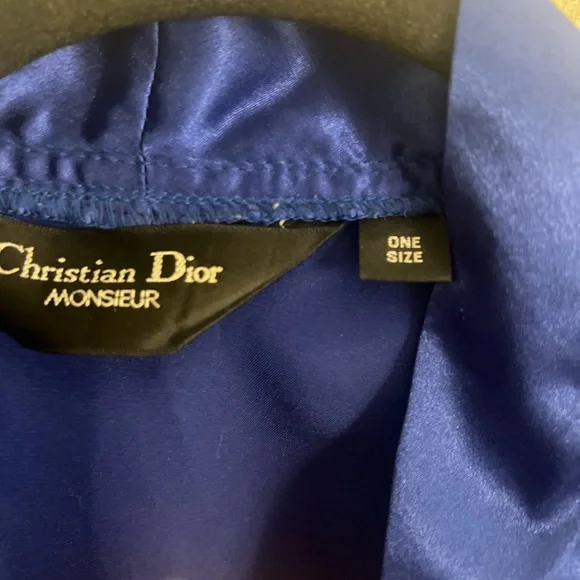 Christian Dior
MONSIEUR
ONE
SIZE